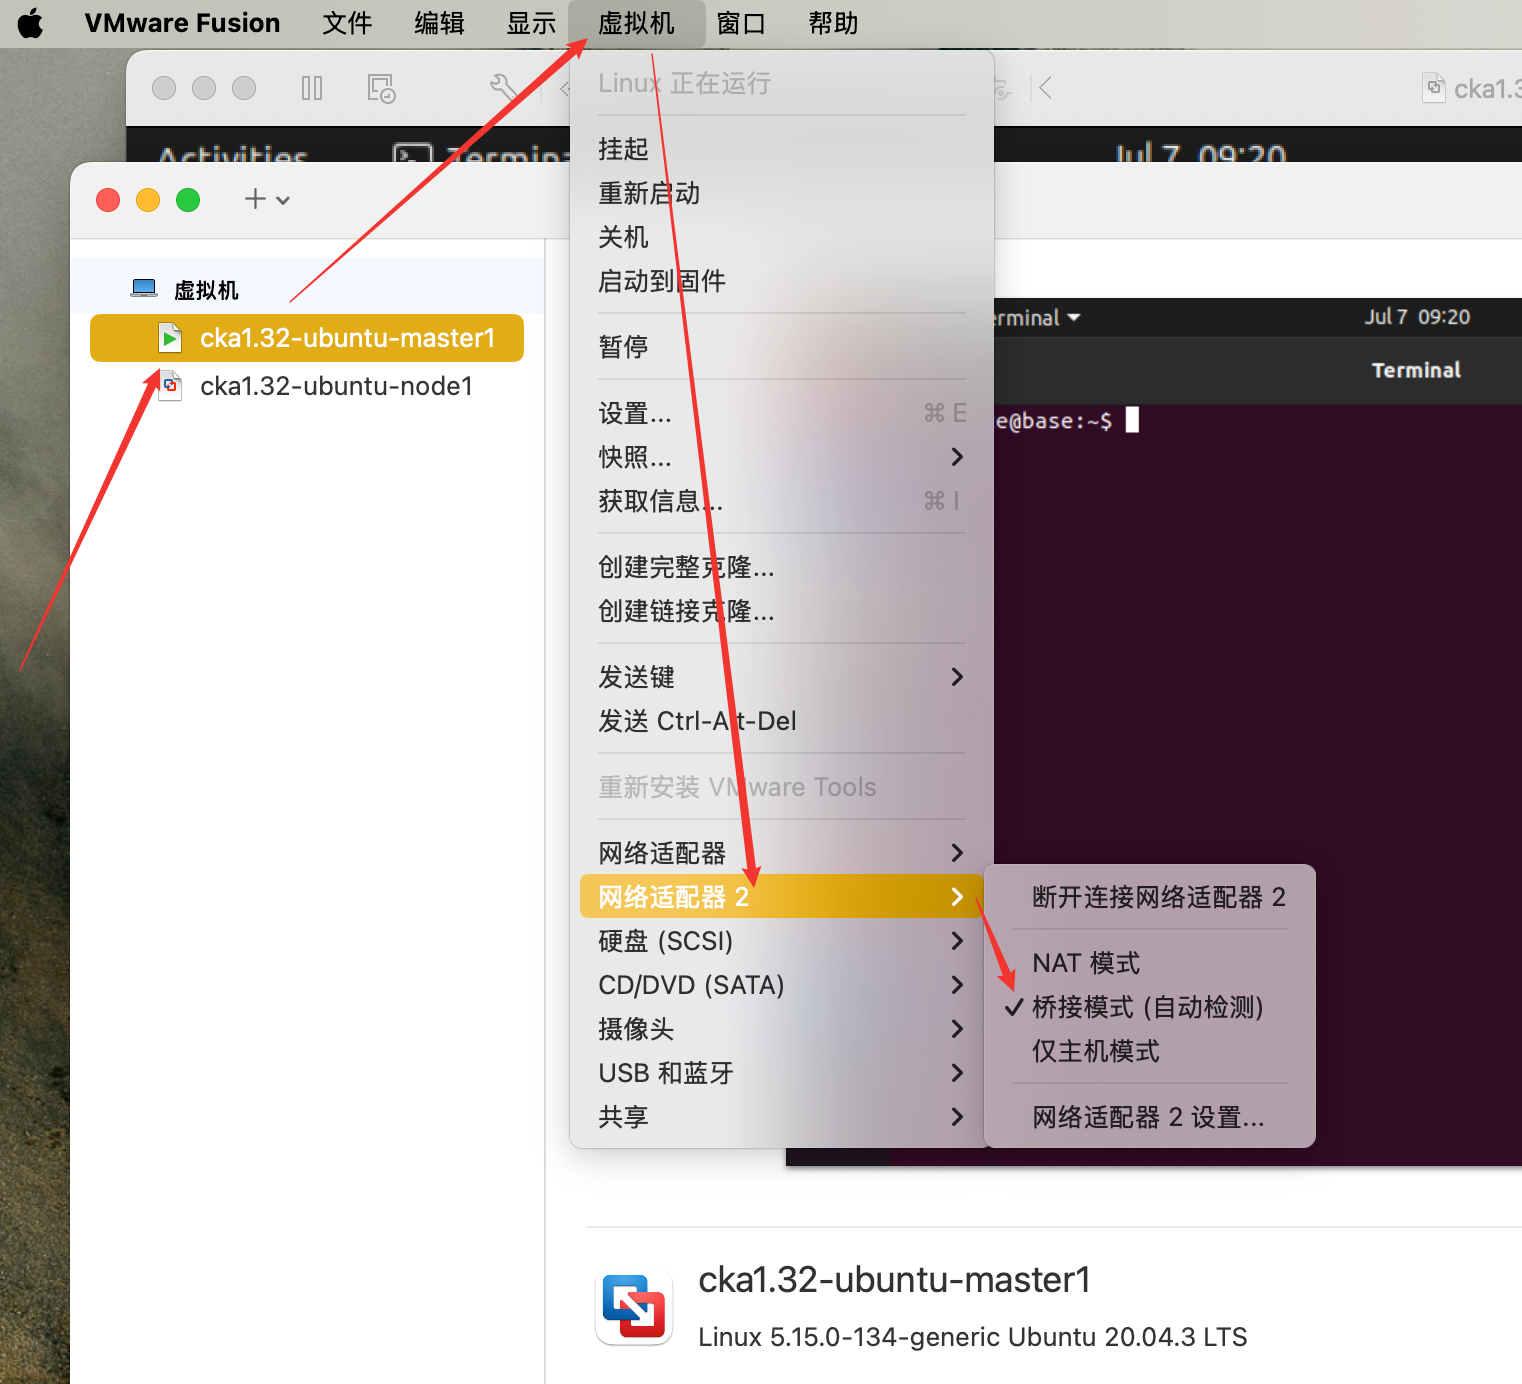 VMware Fusion 文件 编辑 显示 虚拟机 窗口 帮助
Linux 正在运行
cka1.3
Activities Terminal
Jul 7 09:20
挂起
重新启动
关机
启动到固件
暂停
设置... ⌘ E
快照...
获取信息... ⌘ I
创建完整克隆...
创建链接克隆...
发送键
发送 Ctrl-Alt-Del
重新安装 VMware Tools
网络适配器
网络适配器 2
硬盘 (SCSI)
CD/DVD (SATA)
摄像头
USB 和蓝牙
共享
断开连接网络适配器 2
NAT 模式
✓ 桥接模式 (自动检测)
仅主机模式
网络适配器 2 设置...
虚拟机
cka1.32-ubuntu-master1
cka1.32-ubuntu-node1
erminal Jul 7 09:20
Terminal
e@base:~$
cka1.32-ubuntu-master1
Linux 5.15.0-134-generic Ubuntu 20.04.3 LTS